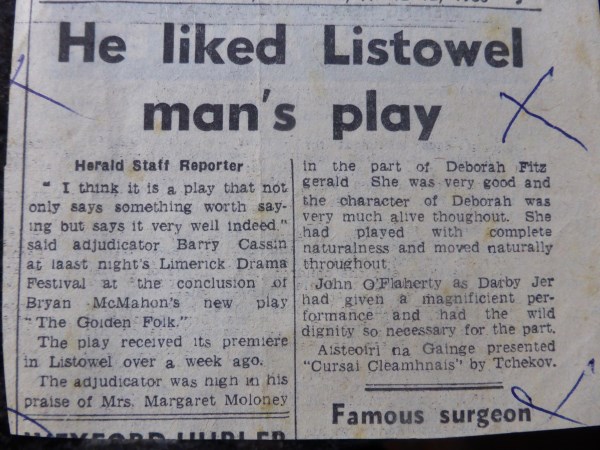 He liked Listowel
man's play
Herald Staff Reporter
" I think it is a play that not
only says something worth say-
ing but says it very well indeed,"
said adjudicator Barry Cassin
at laast night's Limerick Drama
Festival at the conclusion of
Bryan McMahon's new play
"The Golden Folk."
The play received its premiere
in Listowel over a week ago.
The adjudicator was high in his
praise of Mrs. Margaret Moloney
in the part of Deborah Fitz
gerald She was very good and
the character of Deborah was
very much alive thoughout. She
had played with complete
naturalness and moved naturally
throughout
John O'Flaherty as Darby Jer
had given a magnificient per-
formance and had the wild
dignity so necessary for the part.
Aisteoiri na Gainge presented
"Cursai Cleamhnais" by Tchekov.
Famous surgeon
WEXFORD HURLER